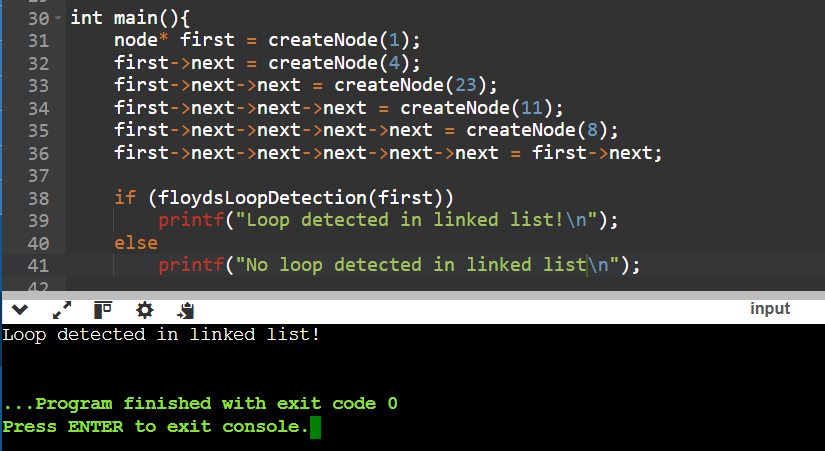 30 int main(){
31 node* first = createNode(1);
32 first->next = createNode(4);
33 first->next->next = createNode(23);
34 first->next->next->next = createNode(11);
35 first->next->next->next->next = createNode(8);
36 first->next->next->next->next->next = first->next;
37
38 if (floydsLoopDetection(first))
39 printf("Loop detected in linked list!\n");
40 else
41 printf("No loop detected in linked list\n");
42
input
Loop detected in linked list!
...Program finished with exit code 0
Press ENTER to exit console.